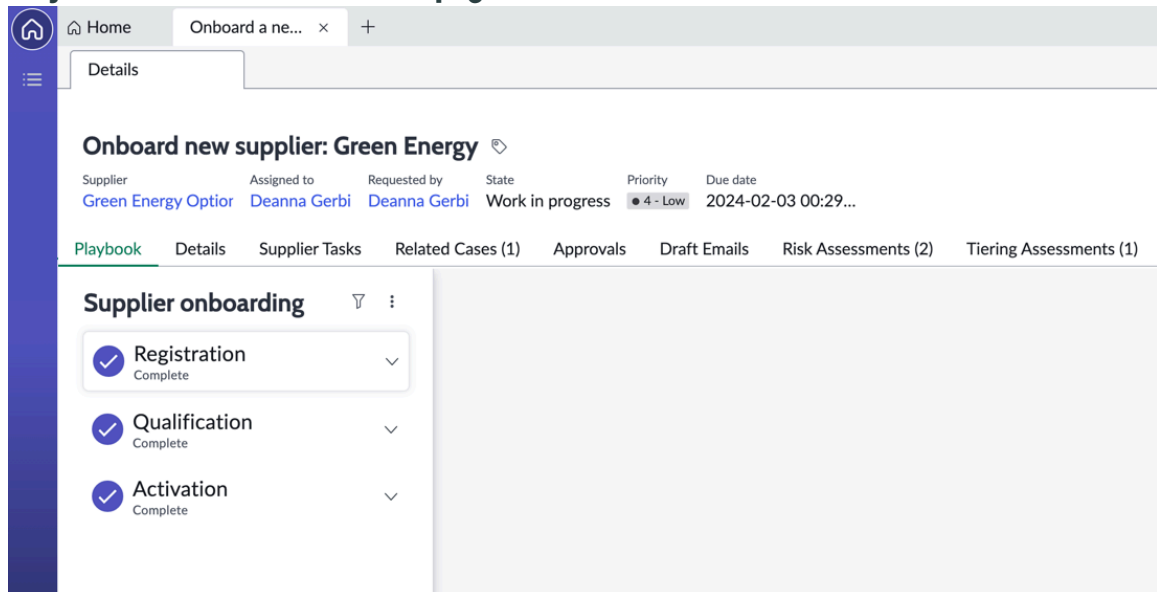 Home
Onboard a ne...
Details
Onboard new supplier: Green Energy
Supplier Assigned to Requested by State Priority Due date
Green Energy Option Deanna Gerbi Deanna Gerbi Work in progress 4 - Low 2024-02-03 00:29...
Playbook Details Supplier Tasks Related Cases (1) Approvals Draft Emails Risk Assessments (2) Tiering Assessments (1)
Supplier onboarding
Registration
Complete
Qualification
Complete
Activation
Complete